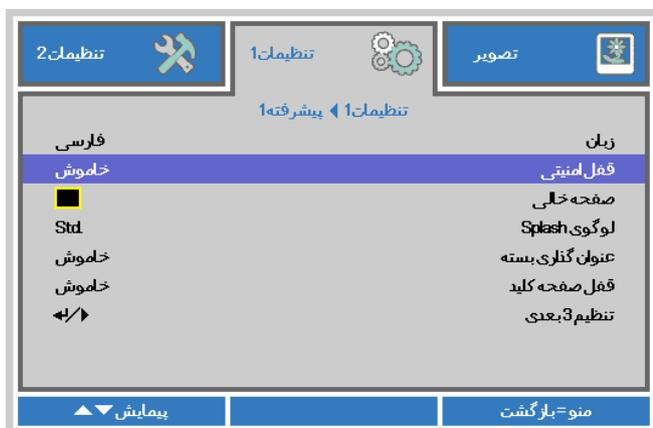 تصویر
تنظیمات1
تنظیمات2
تنظیمات1 ◀ پیشرفته1
زبان فارسی
قفل امنیتی خاموش
صفحه خالی
لوگوی Splash Std.
عنوان گذاری بسته خاموش
قفل صفحه کلید خاموش
تنظیم 3 بعدی ↵/▶
منو=بازگشت
پیمایش ▼▲